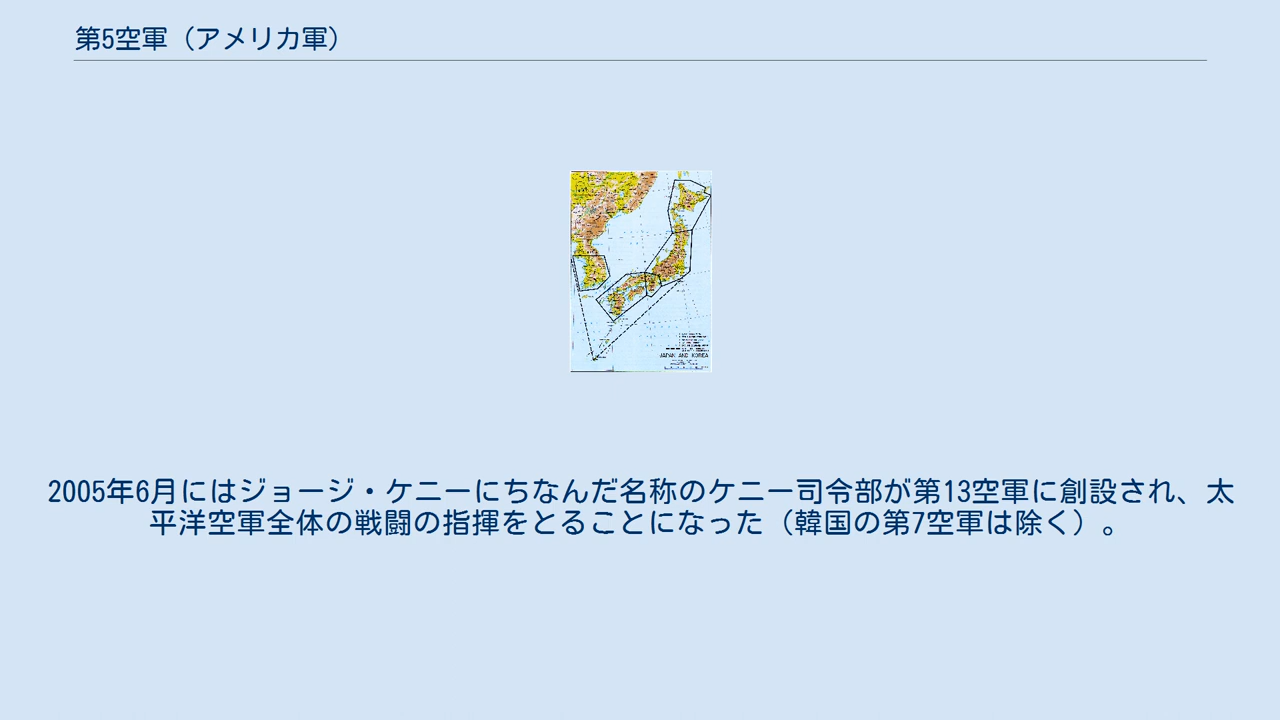 第5空軍（アメリカ軍）
JAPAN AND KOREA
2005年6月にはジョージ・ケニーにちなんだ名称のケニー司令部が第13空軍に創設され、太
平洋空軍全体の戦闘の指揮をとることになった（韓国の第7空軍は除く）。